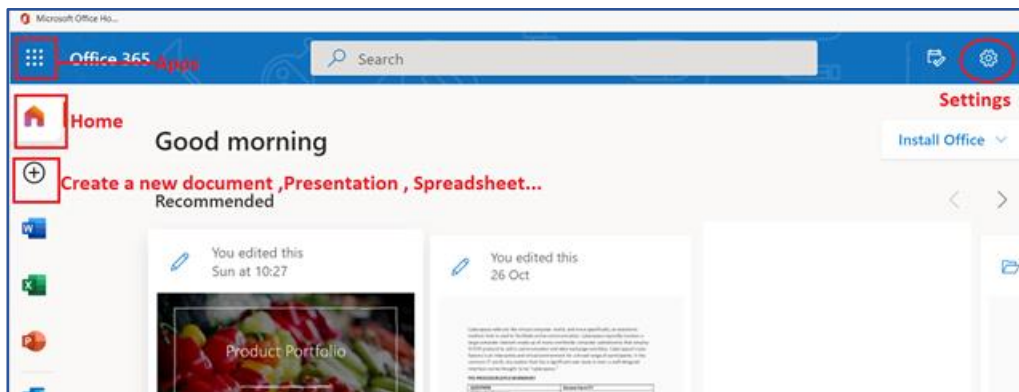 Microsoft Office Ho...
Office 365
Apps
Search
Settings
Home
Good morning
Install Office
Create a new document ,Presentation , Spreadsheet...
Recommended
You edited this
Sun at 10:27
You edited this
26 Oct
Product Portfolio